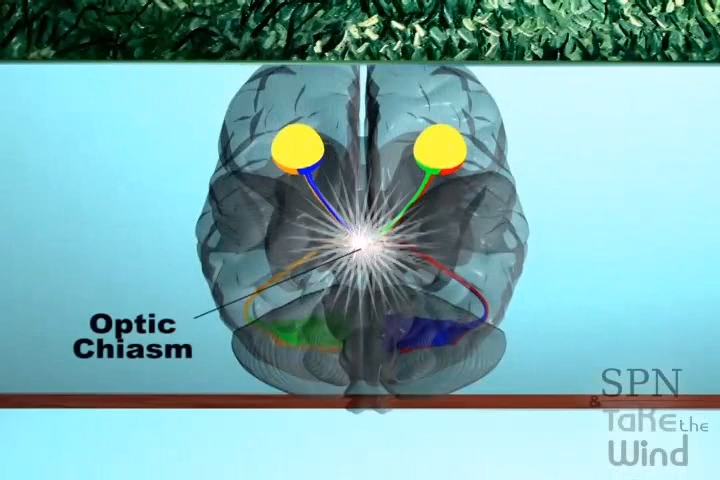 Optic
Chiasm
SPN
& TaKe the
Wind